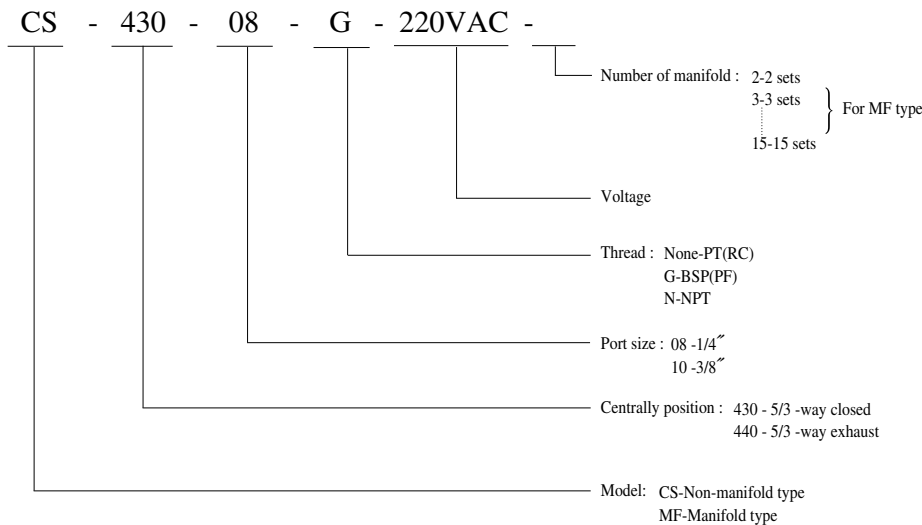 CS - 430 - 08 - G - 220VAC -
Number of manifold : 2-2 sets
3-3 sets
For MF type
15-15 sets
Voltage
Thread : None-PT(RC)
G-BSP(PF)
N-NPT
Port size : 08 -1/4″
10 -3/8″
Centrally position : 430 - 5/3 -way closed
440 - 5/3 -way exhaust
Model: CS-Non-manifold type
MF-Manifold type